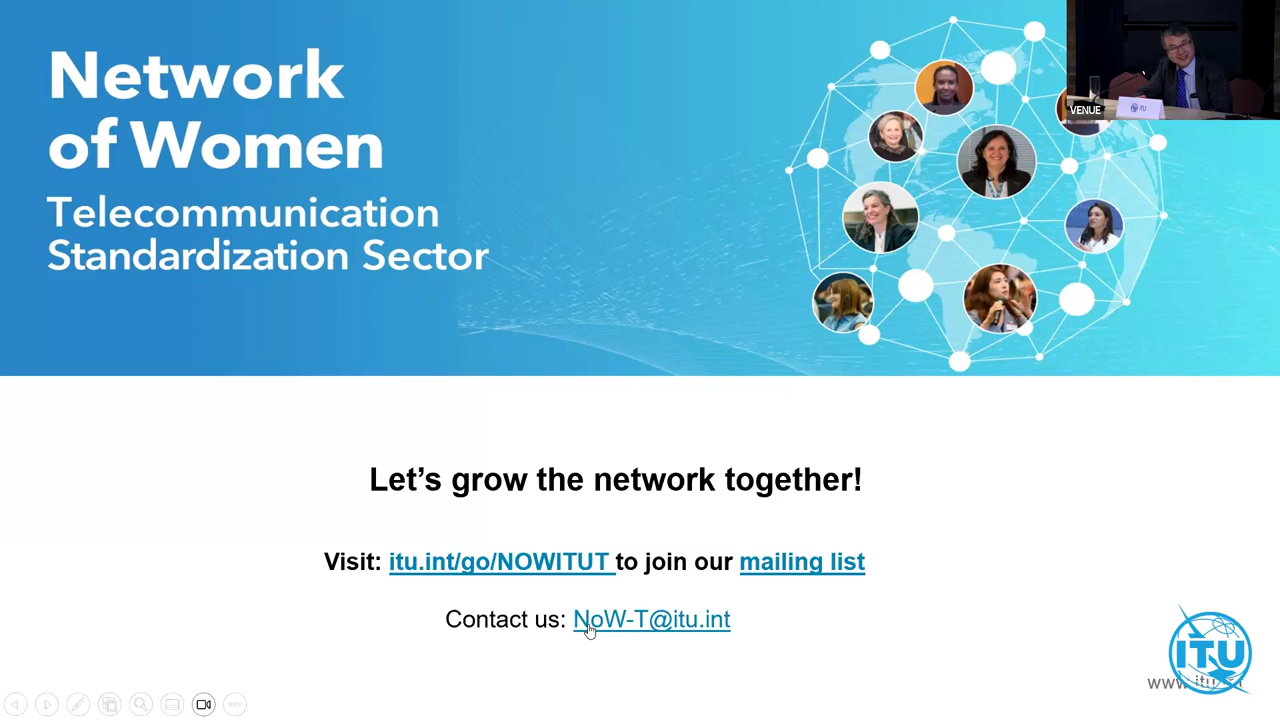 Network
of Women
Telecommunication
Standardization Sector
VENUE
ITU
Let's grow the network together!
Visit: itu.int/go/NOWITUT to join our mailing list
Contact us: NoW-T@itu.int
ITU